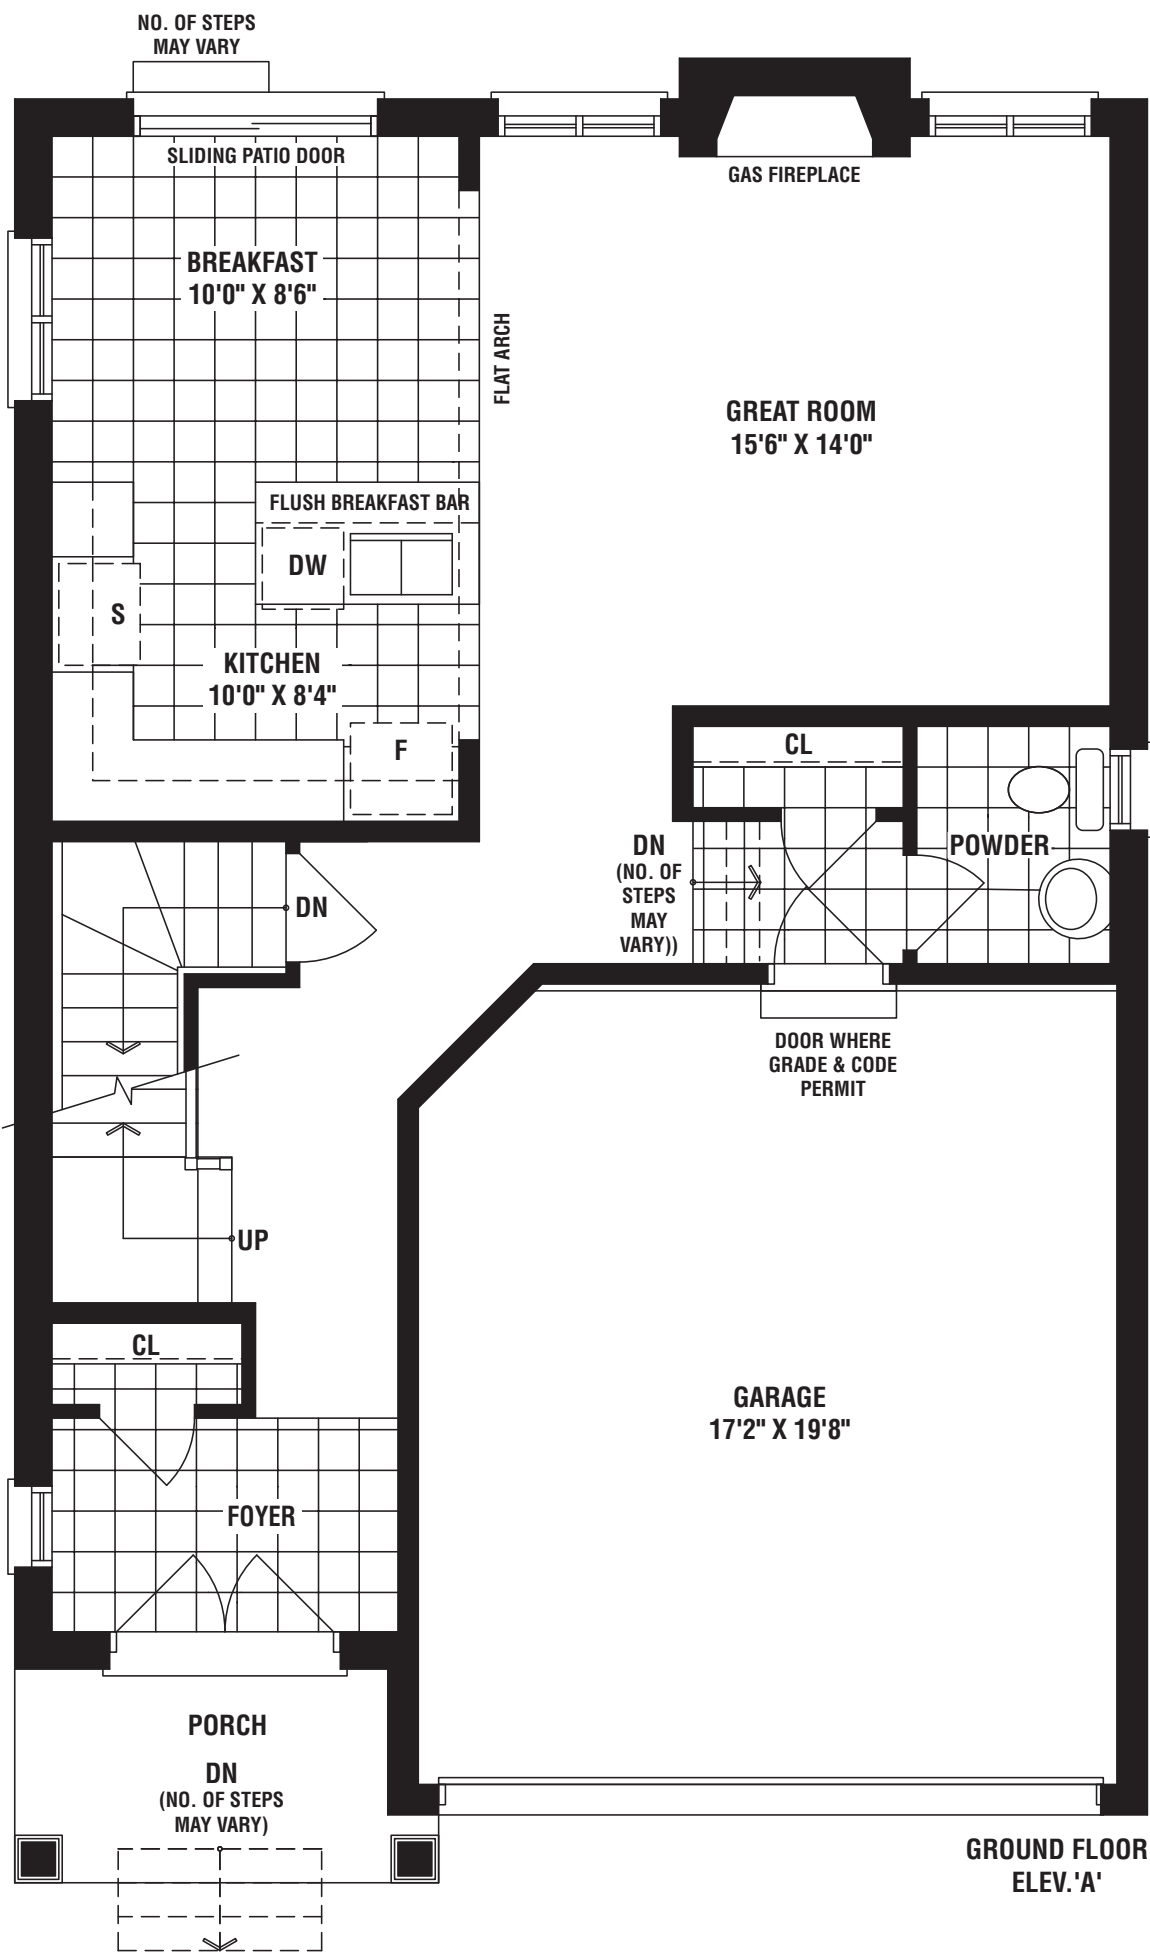 NO. OF STEPS
MAY VARY
SLIDING PATIO DOOR
GAS FIREPLACE
BREAKFAST
10'0" X 8'6"
FLAT ARCH
GREAT ROOM
15'6" X 14'0"
FLUSH BREAKFAST BAR
DW
S
KITCHEN
10'0" X 8'4"
F
CL
DN
(NO. OF
STEPS
MAY
VARY))
POWDER
DN
DOOR WHERE
GRADE & CODE
PERMIT
UP
CL
GARAGE
17'2" X 19'8"
FOYER
PORCH
DN
(NO. OF STEPS
MAY VARY)
GROUND FLOOR
ELEV.'A'